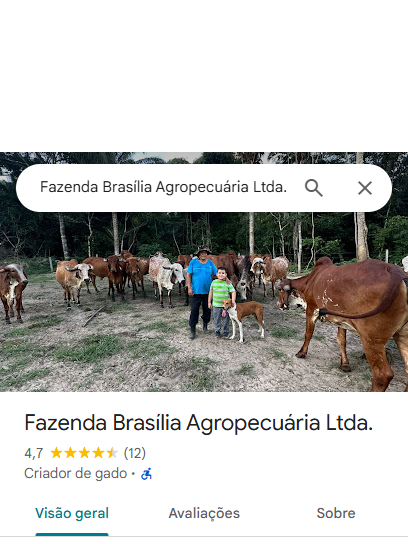 Fazenda Brasília Agropecuária Ltda.
Fazenda Brasília Agropecuária Ltda.
4,7 (12)
Criador de gado ·
Visão geral Avaliações Sobre